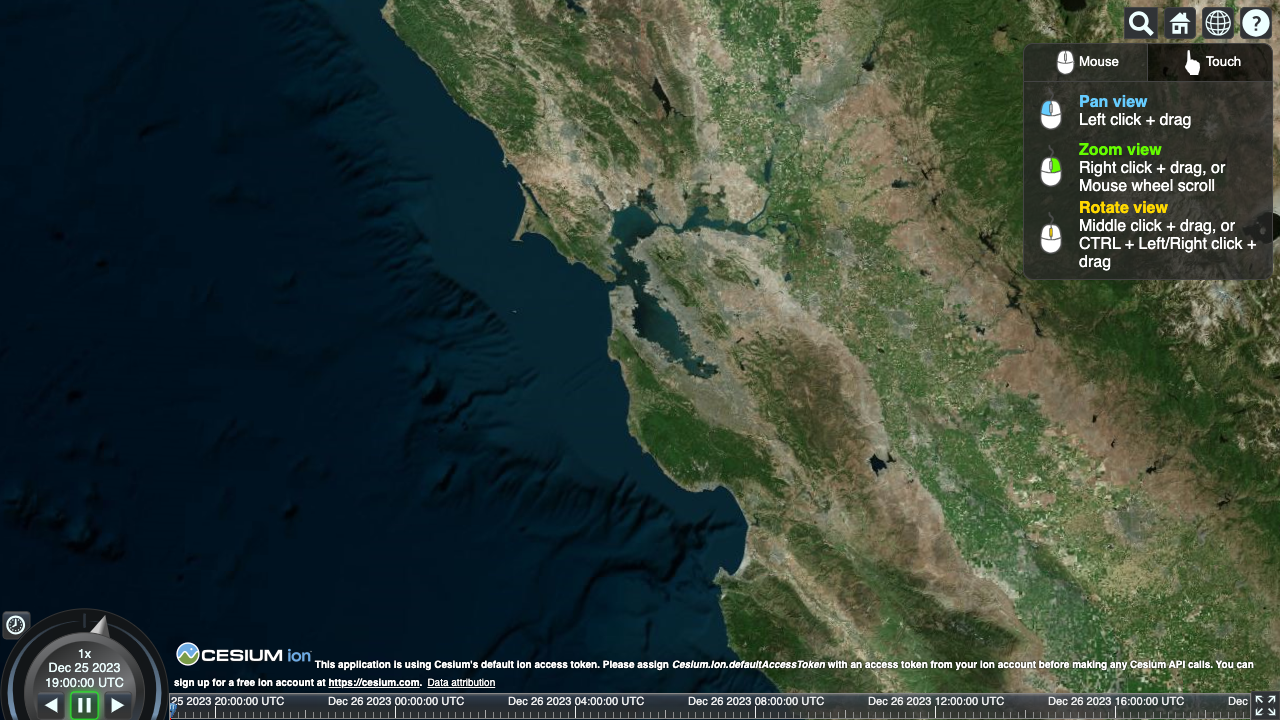 ?
Mouse
Touch
Pan view
Left click + drag
Zoom view
Right click + drag, or
Mouse wheel scroll
Rotate view
Middle click + drag, or
CTRL + Left/Right click +
drag
1x
Dec 25 2023
19:00:00 UTC
CESIUM ion
This application is using Cesium's default ion access token. Please assign Cesium.Ion.defaultAccessToken with an access token from your ion account before making any Cesium API calls. You can
sign up for a free ion account at https://cesium.com. Data attribution
25 2023 20:00:00 UTC Dec 26 2023 00:00:00 UTC Dec 26 2023 04:00:00 UTC Dec 26 2023 08:00:00 UTC Dec 26 2023 12:00:00 UTC Dec 26 2023 16:00:00 UTC Dec